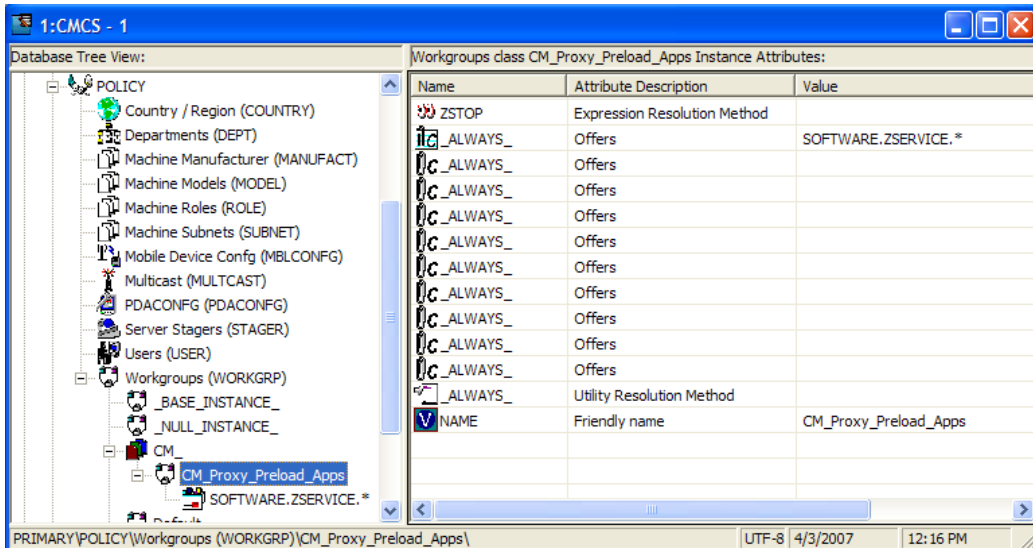 1:CMCS - 1
Database Tree View:
POLICY
Country / Region (COUNTRY)
Departments (DEPT)
Machine Manufacturer (MANUFACT)
Machine Models (MODEL)
Machine Roles (ROLE)
Machine Subnets (SUBNET)
Mobile Device Confg (MBLCONFG)
Multicast (MULTCAST)
PDACONFG (PDACONFG)
Server Stagers (STAGER)
Users (USER)
Workgroups (WORKGRP)
_BASE_INSTANCE_
_NULL_INSTANCE_
CM_
CM_Proxy_Preload_Apps
SOFTWARE.ZSERVICE.*
Default
Workgroups class CM_Proxy_Preload_Apps Instance Attributes:
Name Attribute Description Value
ZSTOP Expression Resolution Method
_ALWAYS_ Offers SOFTWARE.ZSERVICE.*
_ALWAYS_ Offers
_ALWAYS_ Offers
_ALWAYS_ Offers
_ALWAYS_ Offers
_ALWAYS_ Offers
_ALWAYS_ Offers
_ALWAYS_ Offers
_ALWAYS_ Offers
_ALWAYS_ Offers
_ALWAYS_ Utility Resolution Method
V NAME Friendly name CM_Proxy_Preload_Apps
PRIMARY\POLICY\Workgroups (WORKGRP)\CM_Proxy_Preload_Apps\ UTF-8 4/3/2007 12:16 PM